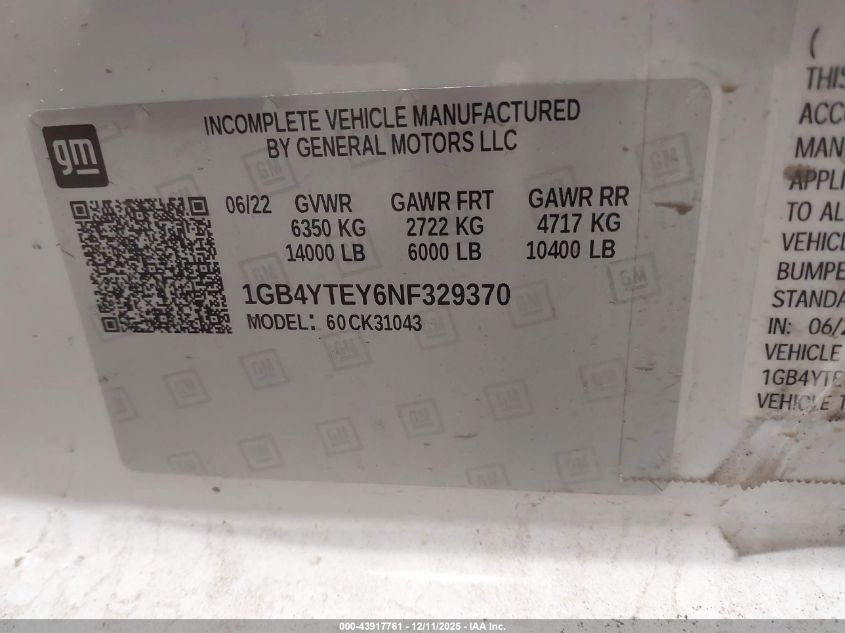 INCOMPLETE VEHICLE MANUFACTURED
BY GENERAL MOTORS LLC
gm
06/22 GVWR GAWR FRT GAWR RR
6350 KG 2722 KG 4717 KG
14000 LB 6000 LB 10400 LB
1GB4YTEY6NF329370
MODEL: 60CK31043
(
THIS
ACCO
MAN
APPLI
TO AL
VEHICL
BUMPE
STANDA
IN: 06/2
VEHICLE
1GB4YTE
VEHICLE T
000-43917761 - 12/11/2025 - IAA Inc.